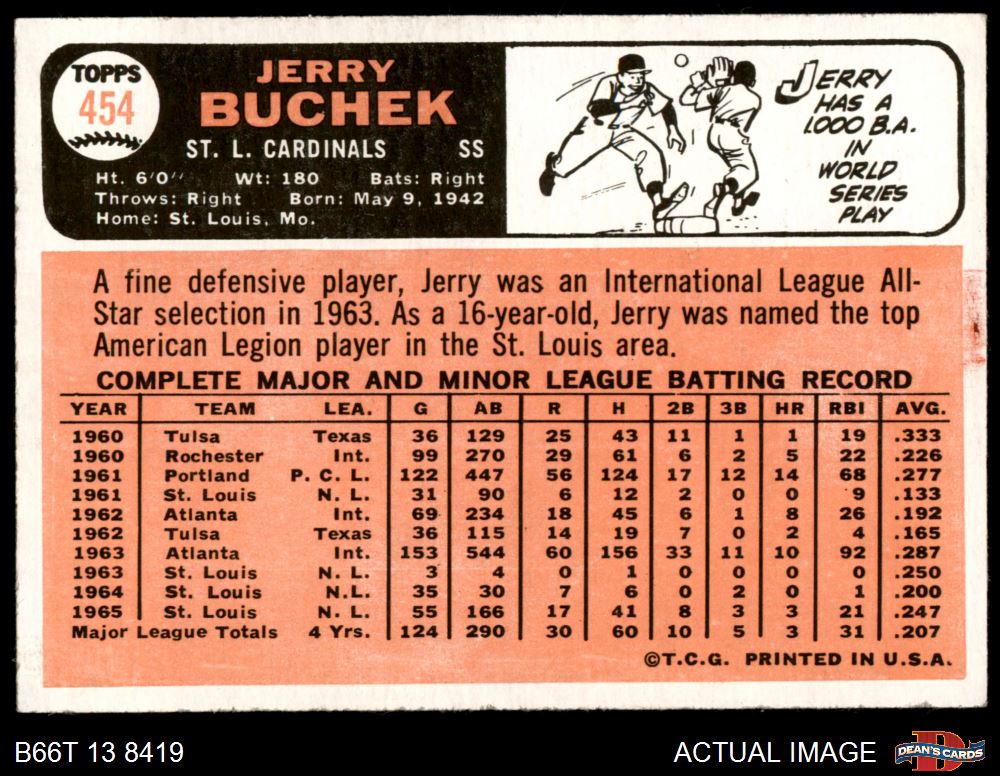 TOPPS
454
JERRY
BUCHEK
ST. L. CARDINALS SS
Ht. 6'0" Wt: 180 Bats: Right
Throws: Right Born: May 9, 1942
Home: St. Louis, Mo.
JERRY
HAS A
1.000 B.A.
IN
WORLD
SERIES
PLAY
A fine defensive player, Jerry was an International League All-
Star selection in 1963. As a 16-year-old, Jerry was named the top
American Legion player in the St. Louis area.
COMPLETE MAJOR AND MINOR LEAGUE BATTING RECORD
YEAR TEAM LEA. G AB R H 2B 3B HR RBI AVG.
1960 Tulsa Texas 36 129 25 43 11 1 1 19 .333
1960 Rochester Int. 99 270 29 61 6 2 5 22 .226
1961 Portland P. C. L. 122 447 56 124 17 12 14 68 .277
1961 St. Louis N. L. 31 90 6 12 2 0 0 9 .133
1962 Atlanta Int. 69 234 18 45 6 1 8 26 .192
1962 Tulsa Texas 36 115 14 19 7 0 2 4 .165
1963 Atlanta Int. 153 544 60 156 33 11 10 92 .287
1963 St. Louis N. L. 3 4 0 1 0 0 0 0 .250
1964 St. Louis N.L. 35 30 7 6 0 2 0 1 .200
1965 St. Louis N. L. 55 166 17 41 8 3 3 21 .247
Major League Totals 4 Yrs. 124 290 30 60 10 5 3 31 .207
©T.C.G. PRINTED IN U.S.A.
B66T 13 8419
ACTUAL IMAGE
DEAN'S CARDS